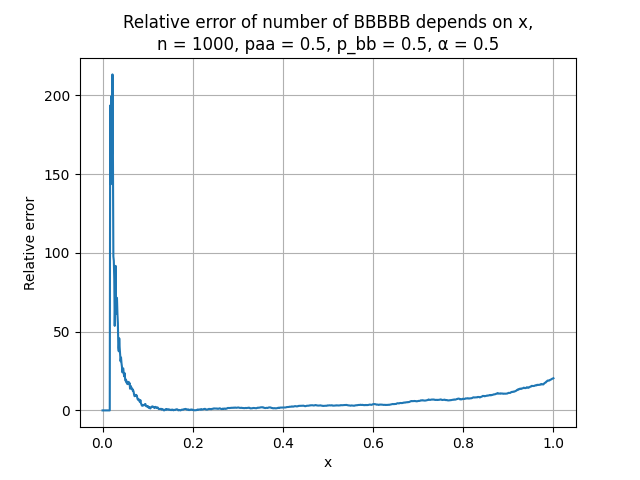 Relative error of number of BBBBB depends on x,
n = 1000, paa = 0.5, p_bb = 0.5, α = 0.5
200
150
100
50
0
Relative error
0.0 0.2 0.4 0.6 0.8 1.0
x